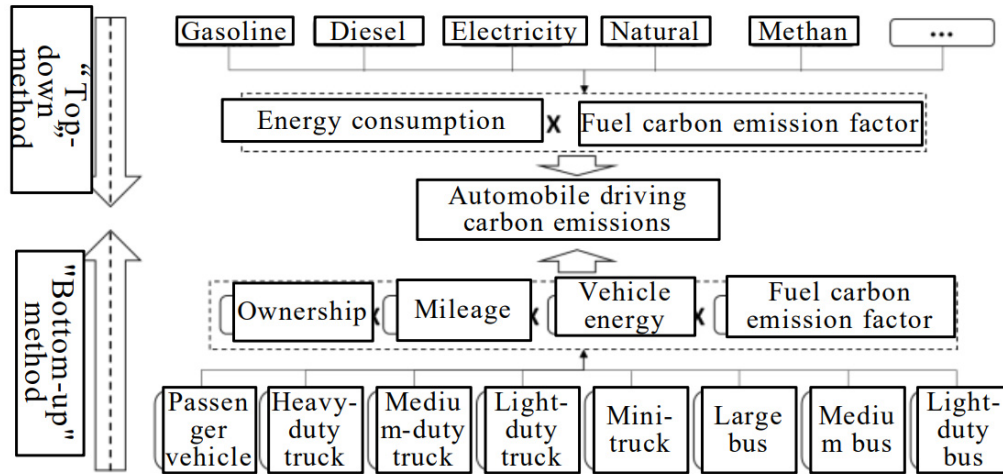 “Top-
down”
method
Gasoline
Diesel
Electricity
Natural
Methan
...
Energy consumption
x
Fuel carbon emission factor
Automobile driving
carbon emissions
"Bottom-up"
method
Ownership
x
Mileage
x
Vehicle
energy
x
Fuel carbon
emission factor
Passen
ger
vehicle
Heavy-
duty
truck
Mediu
m-duty
truck
Light-
duty
truck
Mini-
truck
Large
bus
Mediu
m bus
Light-
duty
bus